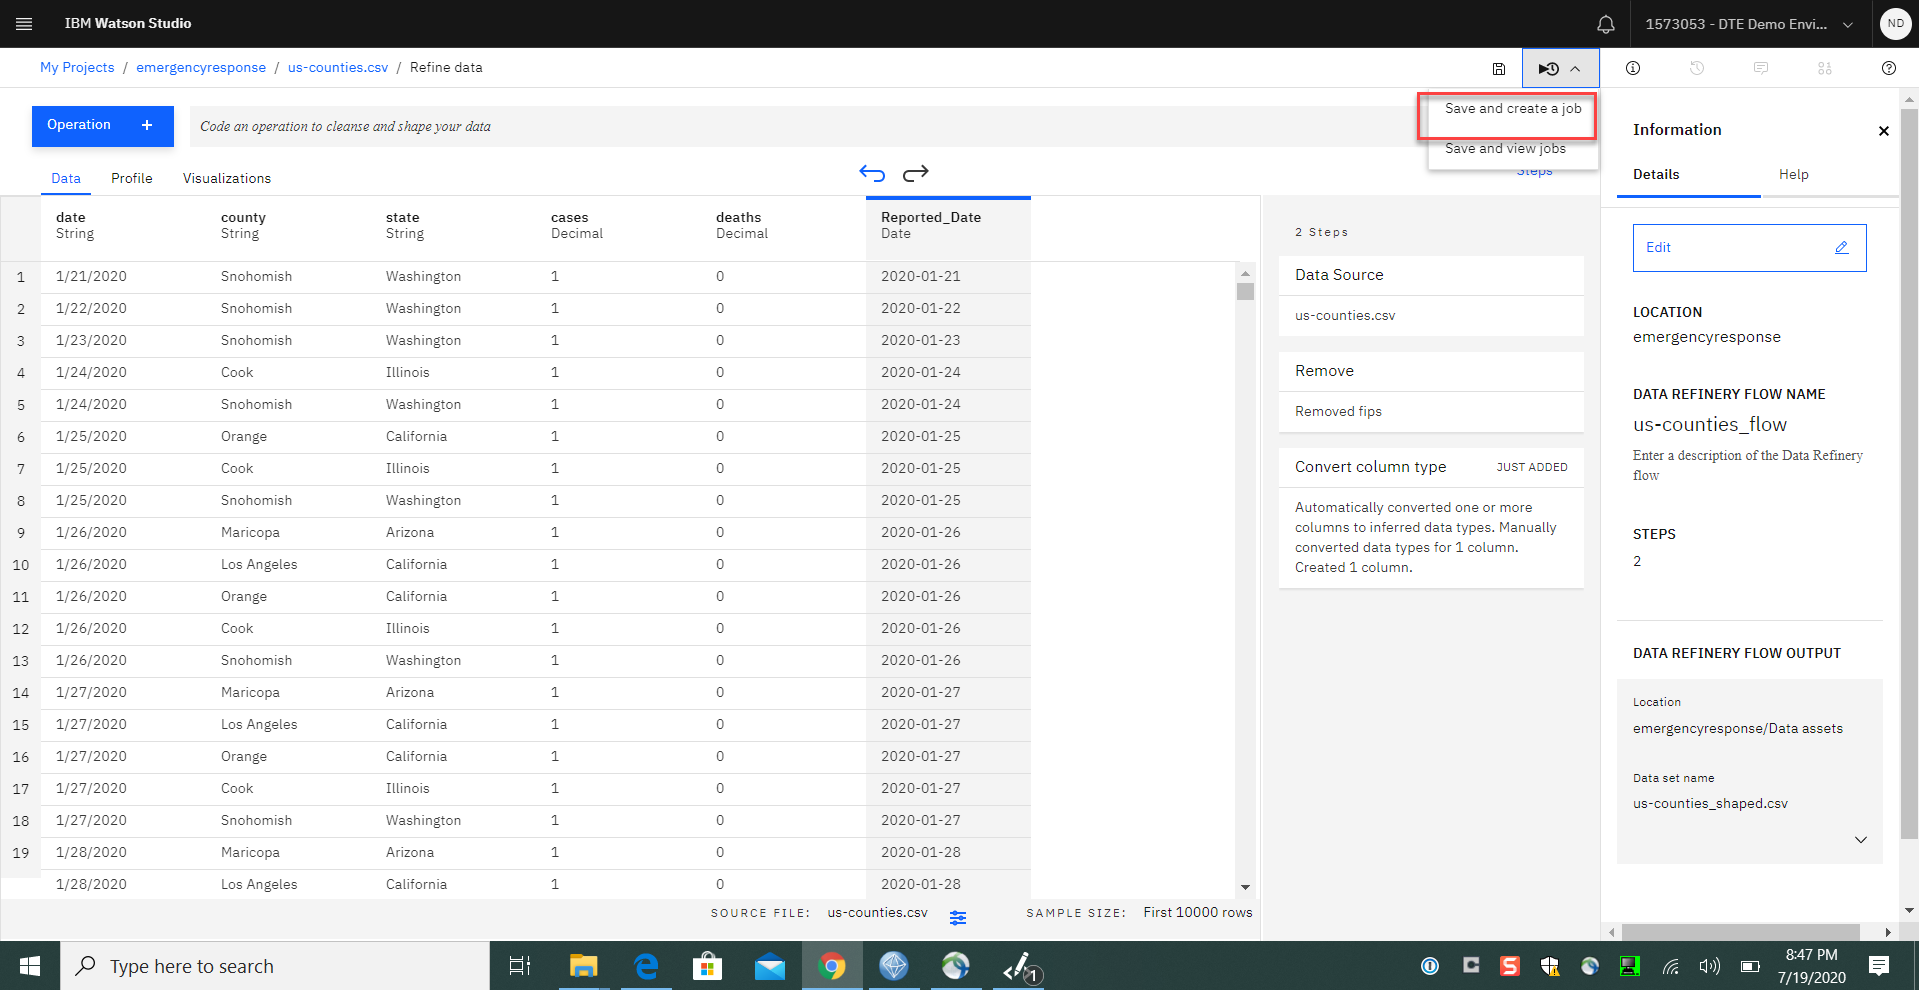 IBM Watson Studio
1573053 - DTE Demo Envi...
ND
My Projects / emergencyresponse / us-counties.csv / Refine data
Save and create a job
Save and view jobs
Operation +
Code an operation to cleanse and shape your data
Data Profile Visualizations
Steps
date county state cases deaths Reported_Date
String String String Decimal Decimal Date
1 1/21/2020 Snohomish Washington 1 0 2020-01-21
2 1/22/2020 Snohomish Washington 1 0 2020-01-22
3 1/23/2020 Snohomish Washington 1 0 2020-01-23
4 1/24/2020 Cook Illinois 1 0 2020-01-24
5 1/24/2020 Snohomish Washington 1 0 2020-01-24
6 1/25/2020 Orange California 1 0 2020-01-25
7 1/25/2020 Cook Illinois 1 0 2020-01-25
8 1/25/2020 Snohomish Washington 1 0 2020-01-25
9 1/26/2020 Maricopa Arizona 1 0 2020-01-26
10 1/26/2020 Los Angeles California 1 0 2020-01-26
11 1/26/2020 Orange California 1 0 2020-01-26
12 1/26/2020 Cook Illinois 1 0 2020-01-26
13 1/26/2020 Snohomish Washington 1 0 2020-01-26
14 1/27/2020 Maricopa Arizona 1 0 2020-01-27
15 1/27/2020 Los Angeles California 1 0 2020-01-27
16 1/27/2020 Orange California 1 0 2020-01-27
17 1/27/2020 Cook Illinois 1 0 2020-01-27
18 1/27/2020 Snohomish Washington 1 0 2020-01-27
19 1/28/2020 Maricopa Arizona 1 0 2020-01-28
1/28/2020 Los Angeles California 1 0 2020-01-28
SOURCE FILE: us-counties.csv SAMPLE SIZE: First 10000 rows
2 Steps
Data Source
us-counties.csv
Remove
Removed fips
Convert column type JUST ADDED
Automatically converted one or more
columns to inferred data types. Manually
converted data types for 1 column.
Created 1 column.
Information
Details Help
Edit
LOCATION
emergencyresponse
DATA REFINERY FLOW NAME
us-counties_flow
Enter a description of the Data Refinery
flow
STEPS
2
DATA REFINERY FLOW OUTPUT
Location
emergencyresponse/Data assets
Data set name
us-counties_shaped.csv
Type here to search
1
8:47 PM
7/19/2020